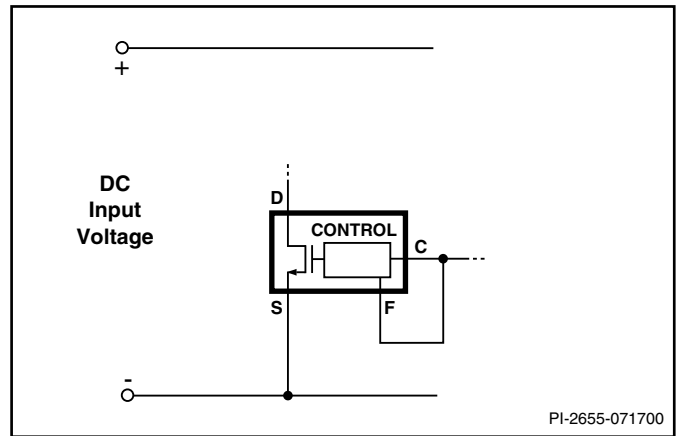 +
DC
Input
Voltage
D
CONTROL
C
S
F
-
PI-2655-071700